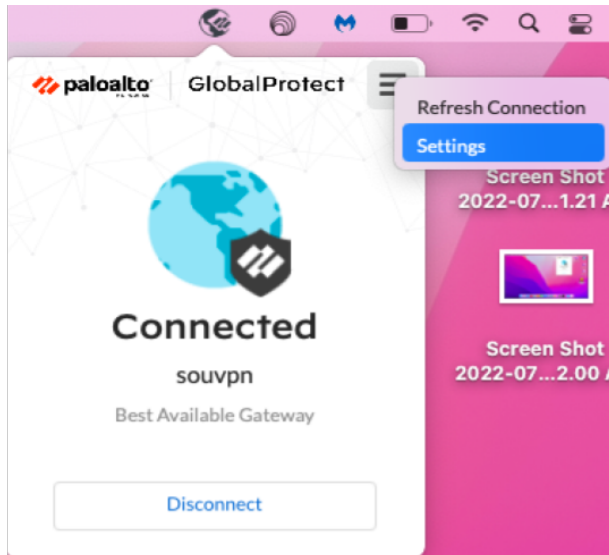 paloalto
GlobalProtect
Refresh Connection
Settings
Screen Shot
2022-07...1.21 A
Connected
souvpn
Best Available Gateway
Screen Shot
2022-07...2.00 A
Disconnect